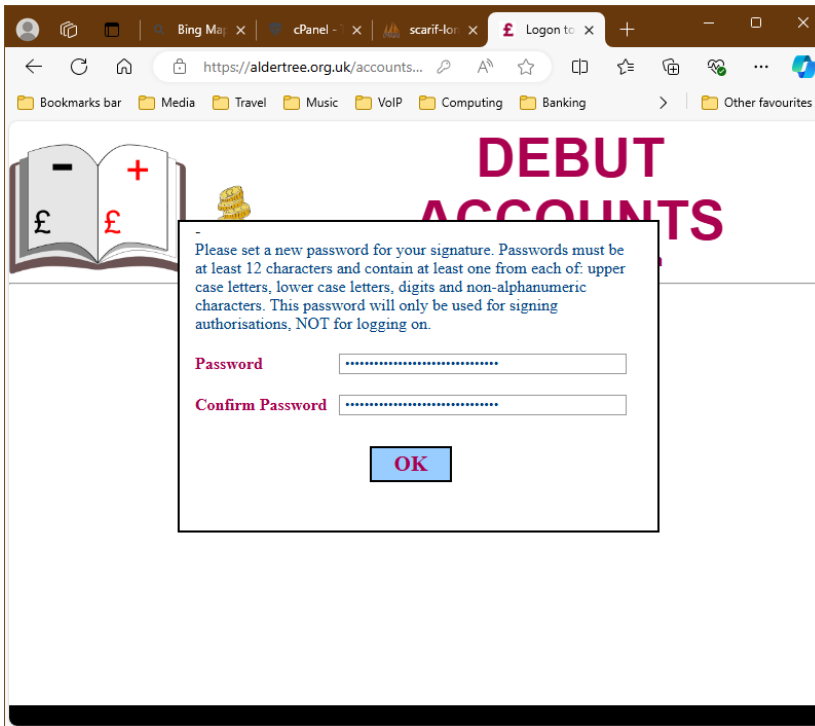 Bing Map cPanel - scarif-lon Logon to
https://aldertree.org.uk/accounts...
Bookmarks bar Media Travel Music VoIP Computing Banking Other favourites
- +
£ £
DEBUT
ACCOUNTS
-
Please set a new password for your signature. Passwords must be
at least 12 characters and contain at least one from each of: upper
case letters, lower case letters, digits and non-alphanumeric
characters. This password will only be used for signing
authorisations, NOT for logging on.
Password
Confirm Password
OK